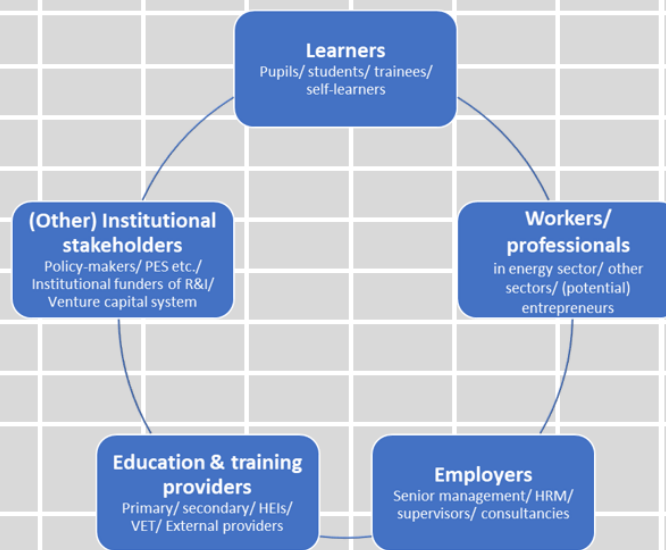 Learners
Pupils/ students/ trainees/
self-learners
(Other) Institutional
stakeholders
Policy-makers/ PES etc./
Institutional funders of R&I/
Venture capital system
Workers/
professionals
in energy sector/ other
sectors/ (potential)
entrepreneurs
Education & training
providers
Primary/ secondary/ HEIs/
VET/ External providers
Employers
Senior management/ HRM/
supervisors/ consultancies